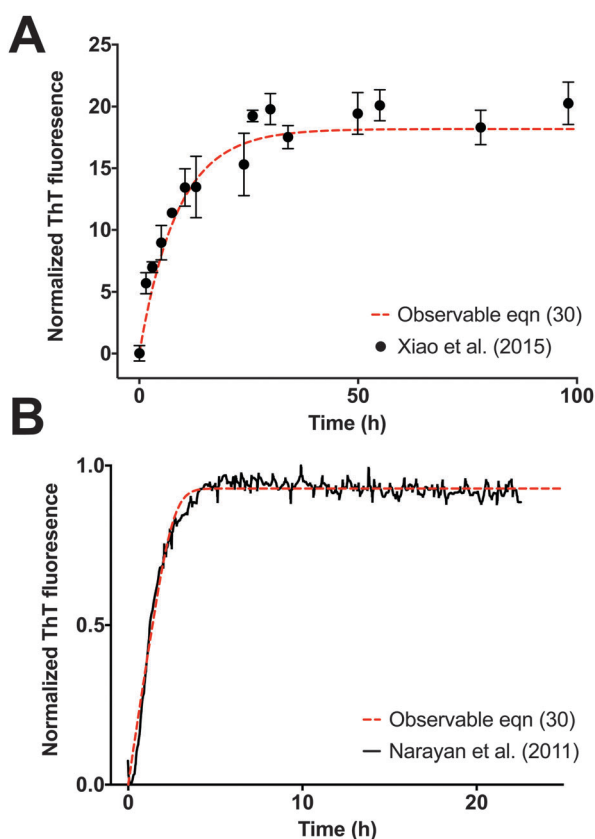 A
25
20
15
10
5
0
Normalized ThT fluoresence
Observable eqn (30)
Xiao et al. (2015)
0
50
100
Time (h)
B
1.0
0.5
0.0
Normalized ThT fluoresence
Observable eqn (30)
Narayan et al. (2011)
0
10
20
Time (h)